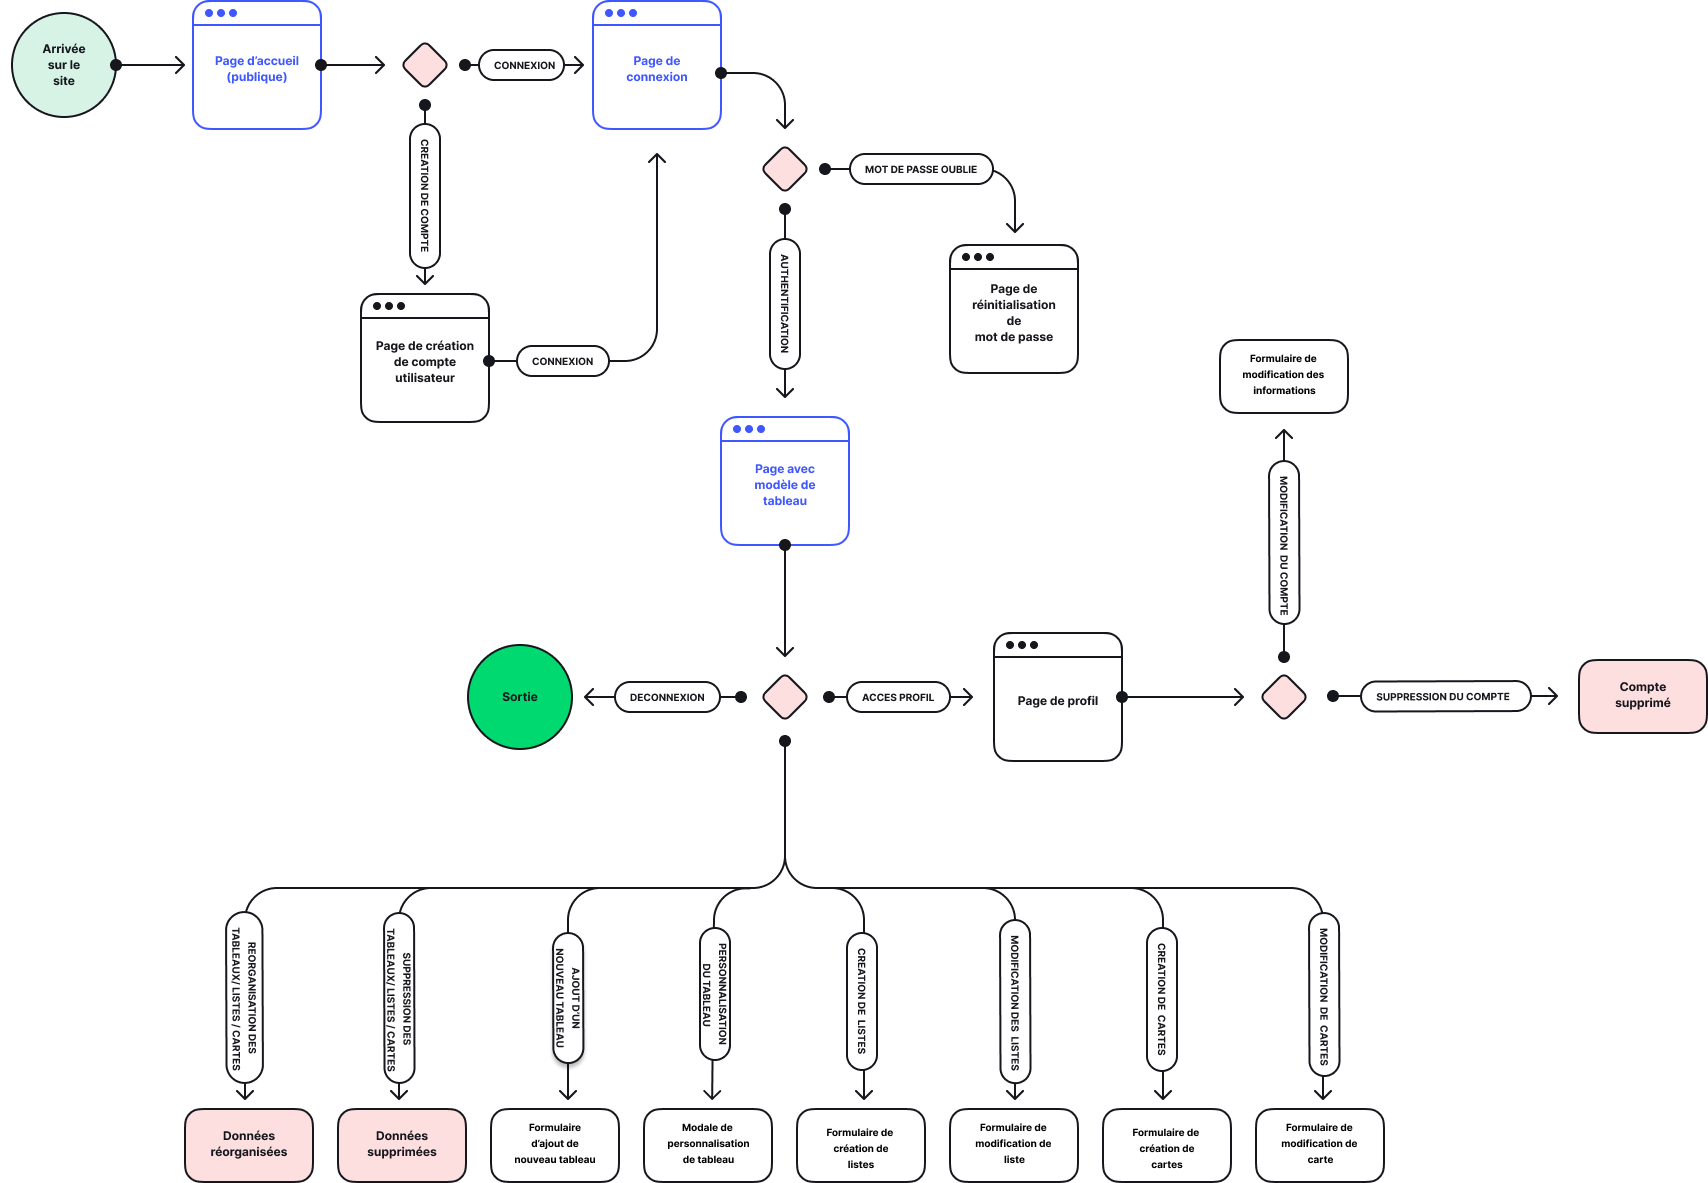 Arrivée
sur le
site
Page d’accueil
(publique)
CONNEXION
Page de
connexion
CREATION DE COMPTE
MOT DE PASSE OUBLIE
AUTHENTIFICATION
Page de
réinitialisation
de
mot de passe
Page de création
de compte
utilisateur
CONNEXION
Formulaire de
modification des
informations
Page avec
modèle de
tableau
MODIFICATION DU COMPTE
Sortie
DECONNEXION
ACCES PROFIL
Page de profil
SUPPRESSION DU COMPTE
Compte
supprimé
REORGANISATION DES
TABLEAUX/ LISTES / CARTES
SUPPRESSION DES
TABLEAUX/ LISTES / CARTES
AJOUT D'UN
NOUVEAU TABLEAU
PERSONNALISATION
DU TABLEAU
CREATION DE LISTES
MODIFICATION DES LISTES
CREATION DE CARTES
MODIFICATION DE CARTES
Données
réorganisées
Données
supprimées
Formulaire
d’ajout de
nouveau tableau
Modale de
personnalisation
de tableau
Formulaire de
création de
listes
Formulaire de
modification de
liste
Formulaire de
création de
cartes
Formulaire de
modification de
carte